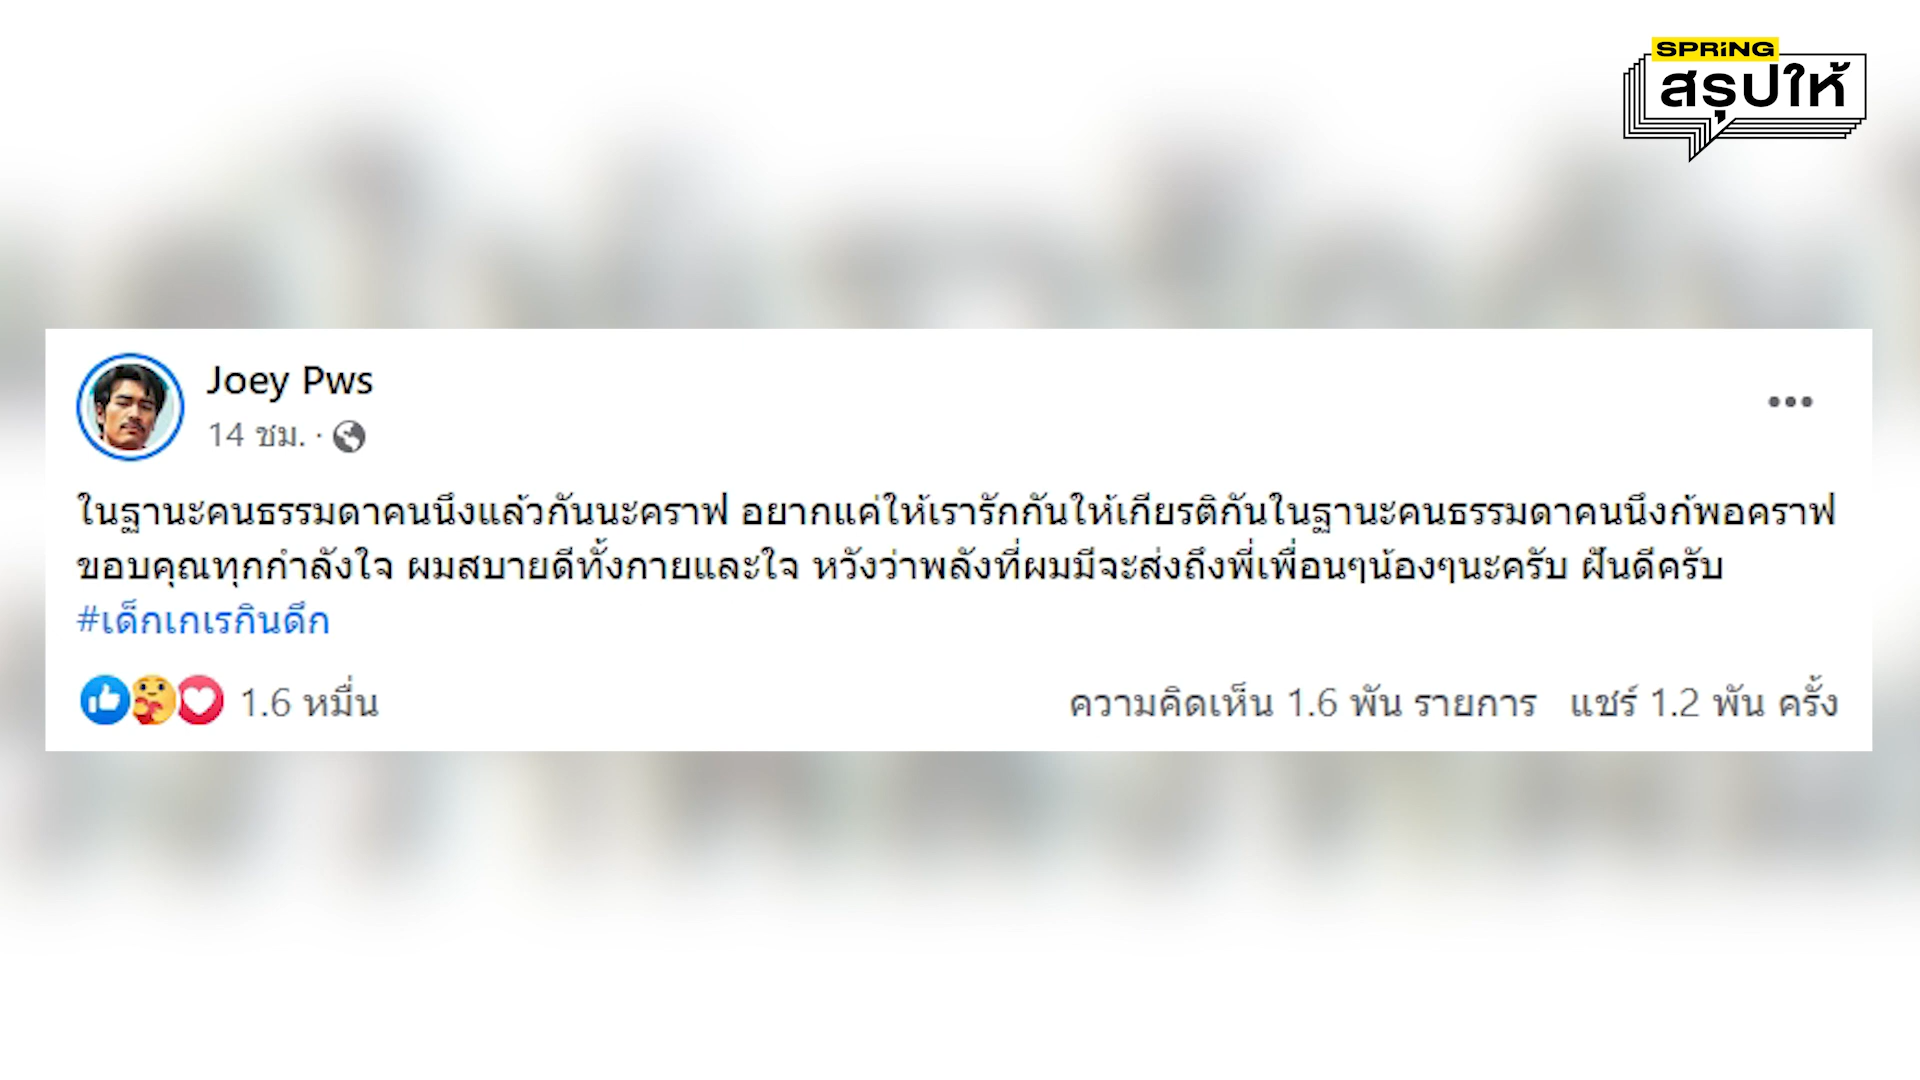 SPRiNG
สรุปให้
Joey Pws
14 ชม. ·
ในฐานะคนธรรมดาคนนึงแล้วกันนะคราฟ อยากแค่ให้เรารักกันให้เกียรติกันในฐานะคนธรรมดาคนนึงก้พอคราฟ
ขอบคุณทุกกำลังใจ ผมสบายดีทั้งกายและใจ หวังว่าพลังที่ผมมีจะส่งถึงพี่เพื่อนๆน้องๆนะครับ ฝันดีครับ
#เด็กเกเรกินดึก
1.6 หมื่น
ความคิดเห็น 1.6 พัน รายการ แชร์ 1.2 พัน ครั้ง